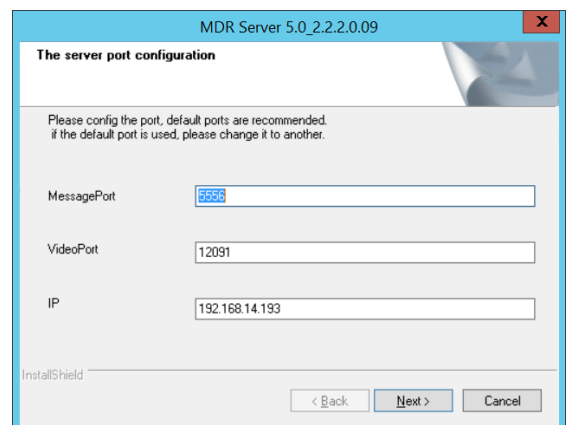 MDR Server 5.0_2.2.2.0.09
X
The server port configuration
Please config the port, default ports are recommended.
if the default port is used, please change it to another.
MessagePort 5556
VideoPort 12091
IP 192.168.14.193
InstallShield
< Back Next > Cancel